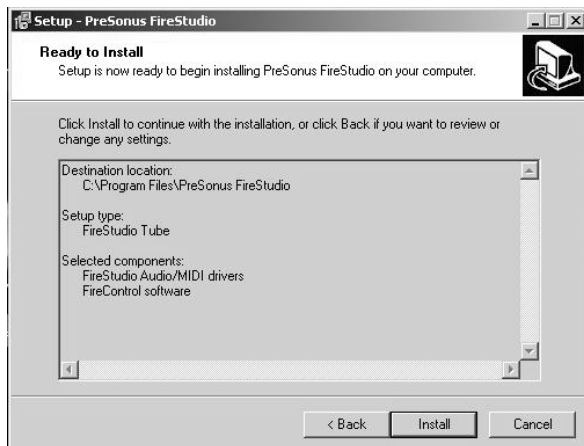 Setup - PreSonus FireStudio
Ready to Install
Setup is now ready to begin installing PreSonus FireStudio on your computer.
Click Install to continue with the installation, or click Back if you want to review or
change any settings.
Destination location:
C:\Program Files\PreSonus FireStudio
Setup type:
FireStudio Tube
Selected components:
FireStudio Audio/MIDI drivers
FireControl software
< Back
Install
Cancel